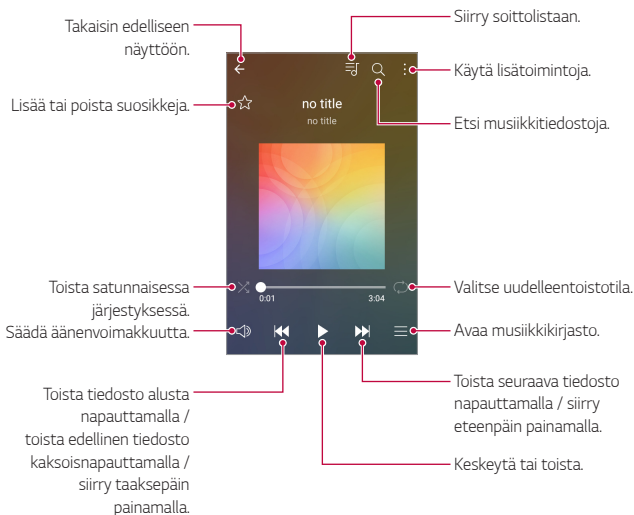 Takaisin edelliseen
näyttöön.
Siirry soittolistaan.
Käytä lisätoimintoja.
Lisää tai poista suosikkeja.
no title
no title
Etsi musiikkitiedostoja.
Toista satunnaisessa
järjestyksessä.
0:01
3:04
Valitse uudelleentoistotila.
Säädä äänenvoimakkuutta.
Avaa musiikkikirjasto.
Toista tiedosto alusta
napauttamalla /
toista edellinen tiedosto
kaksoisnapauttamalla /
siirry taaksepäin
painamalla.
Toista seuraava tiedosto
napauttamalla / siirry
eteenpäin painamalla.
Keskeytä tai toista.